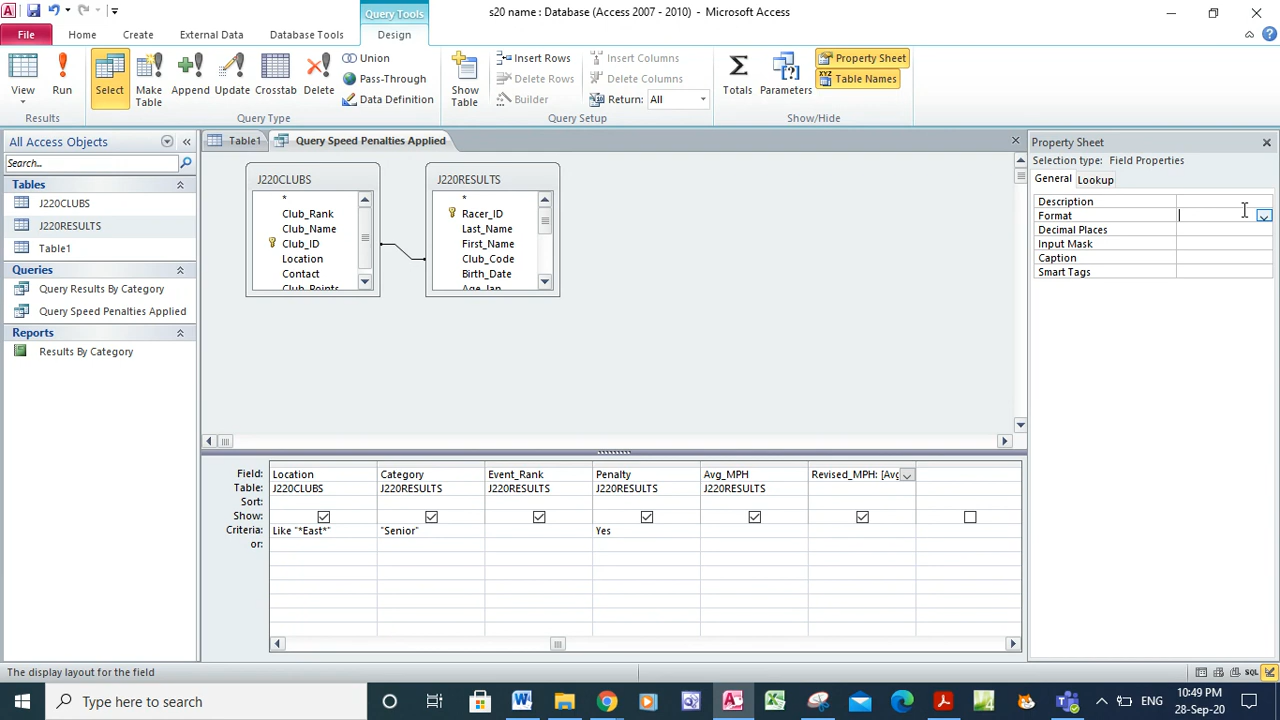 Query Tools
s20 name : Database (Access 2007 - 2010) - Microsoft Access
File Home Create External Data Database Tools Design
View Run Select Make Table Append Update Crosstab Delete
Union
Pass-Through
Data Definition
Show Table
Insert Rows
Delete Rows
Builder
Insert Columns
Delete Columns
Return: All
Totals Parameters
Property Sheet
XYZ Table Names
Results Query Type Query Setup Show/Hide
All Access Objects
Search...
Tables
J220CLUBS
J220RESULTS
Table1
Queries
Query Results By Category
Query Speed Penalties Applied
Reports
Results By Category
Table1 Query Speed Penalties Applied
J220CLUBS
*
Club_Rank
Club_Name
Club_ID
Location
Contact
Club_Points
J220RESULTS
*
Racer_ID
Last_Name
First_Name
Club_Code
Birth_Date
Age_Jan
Field: Location Category Event_Rank Penalty Avg_MPH Revised_MPH: [Avg
Table: J220CLUBS J220RESULTS J220RESULTS J220RESULTS J220RESULTS
Sort:
Show:
Criteria: Like "*East*" "Senior" Yes
or:
Property Sheet
Selection type: Field Properties
General Lookup
Description
Format
Decimal Places
Input Mask
Caption
Smart Tags
The display layout for the field
SQL
Type here to search
ENG
10:49 PM
28-Sep-20